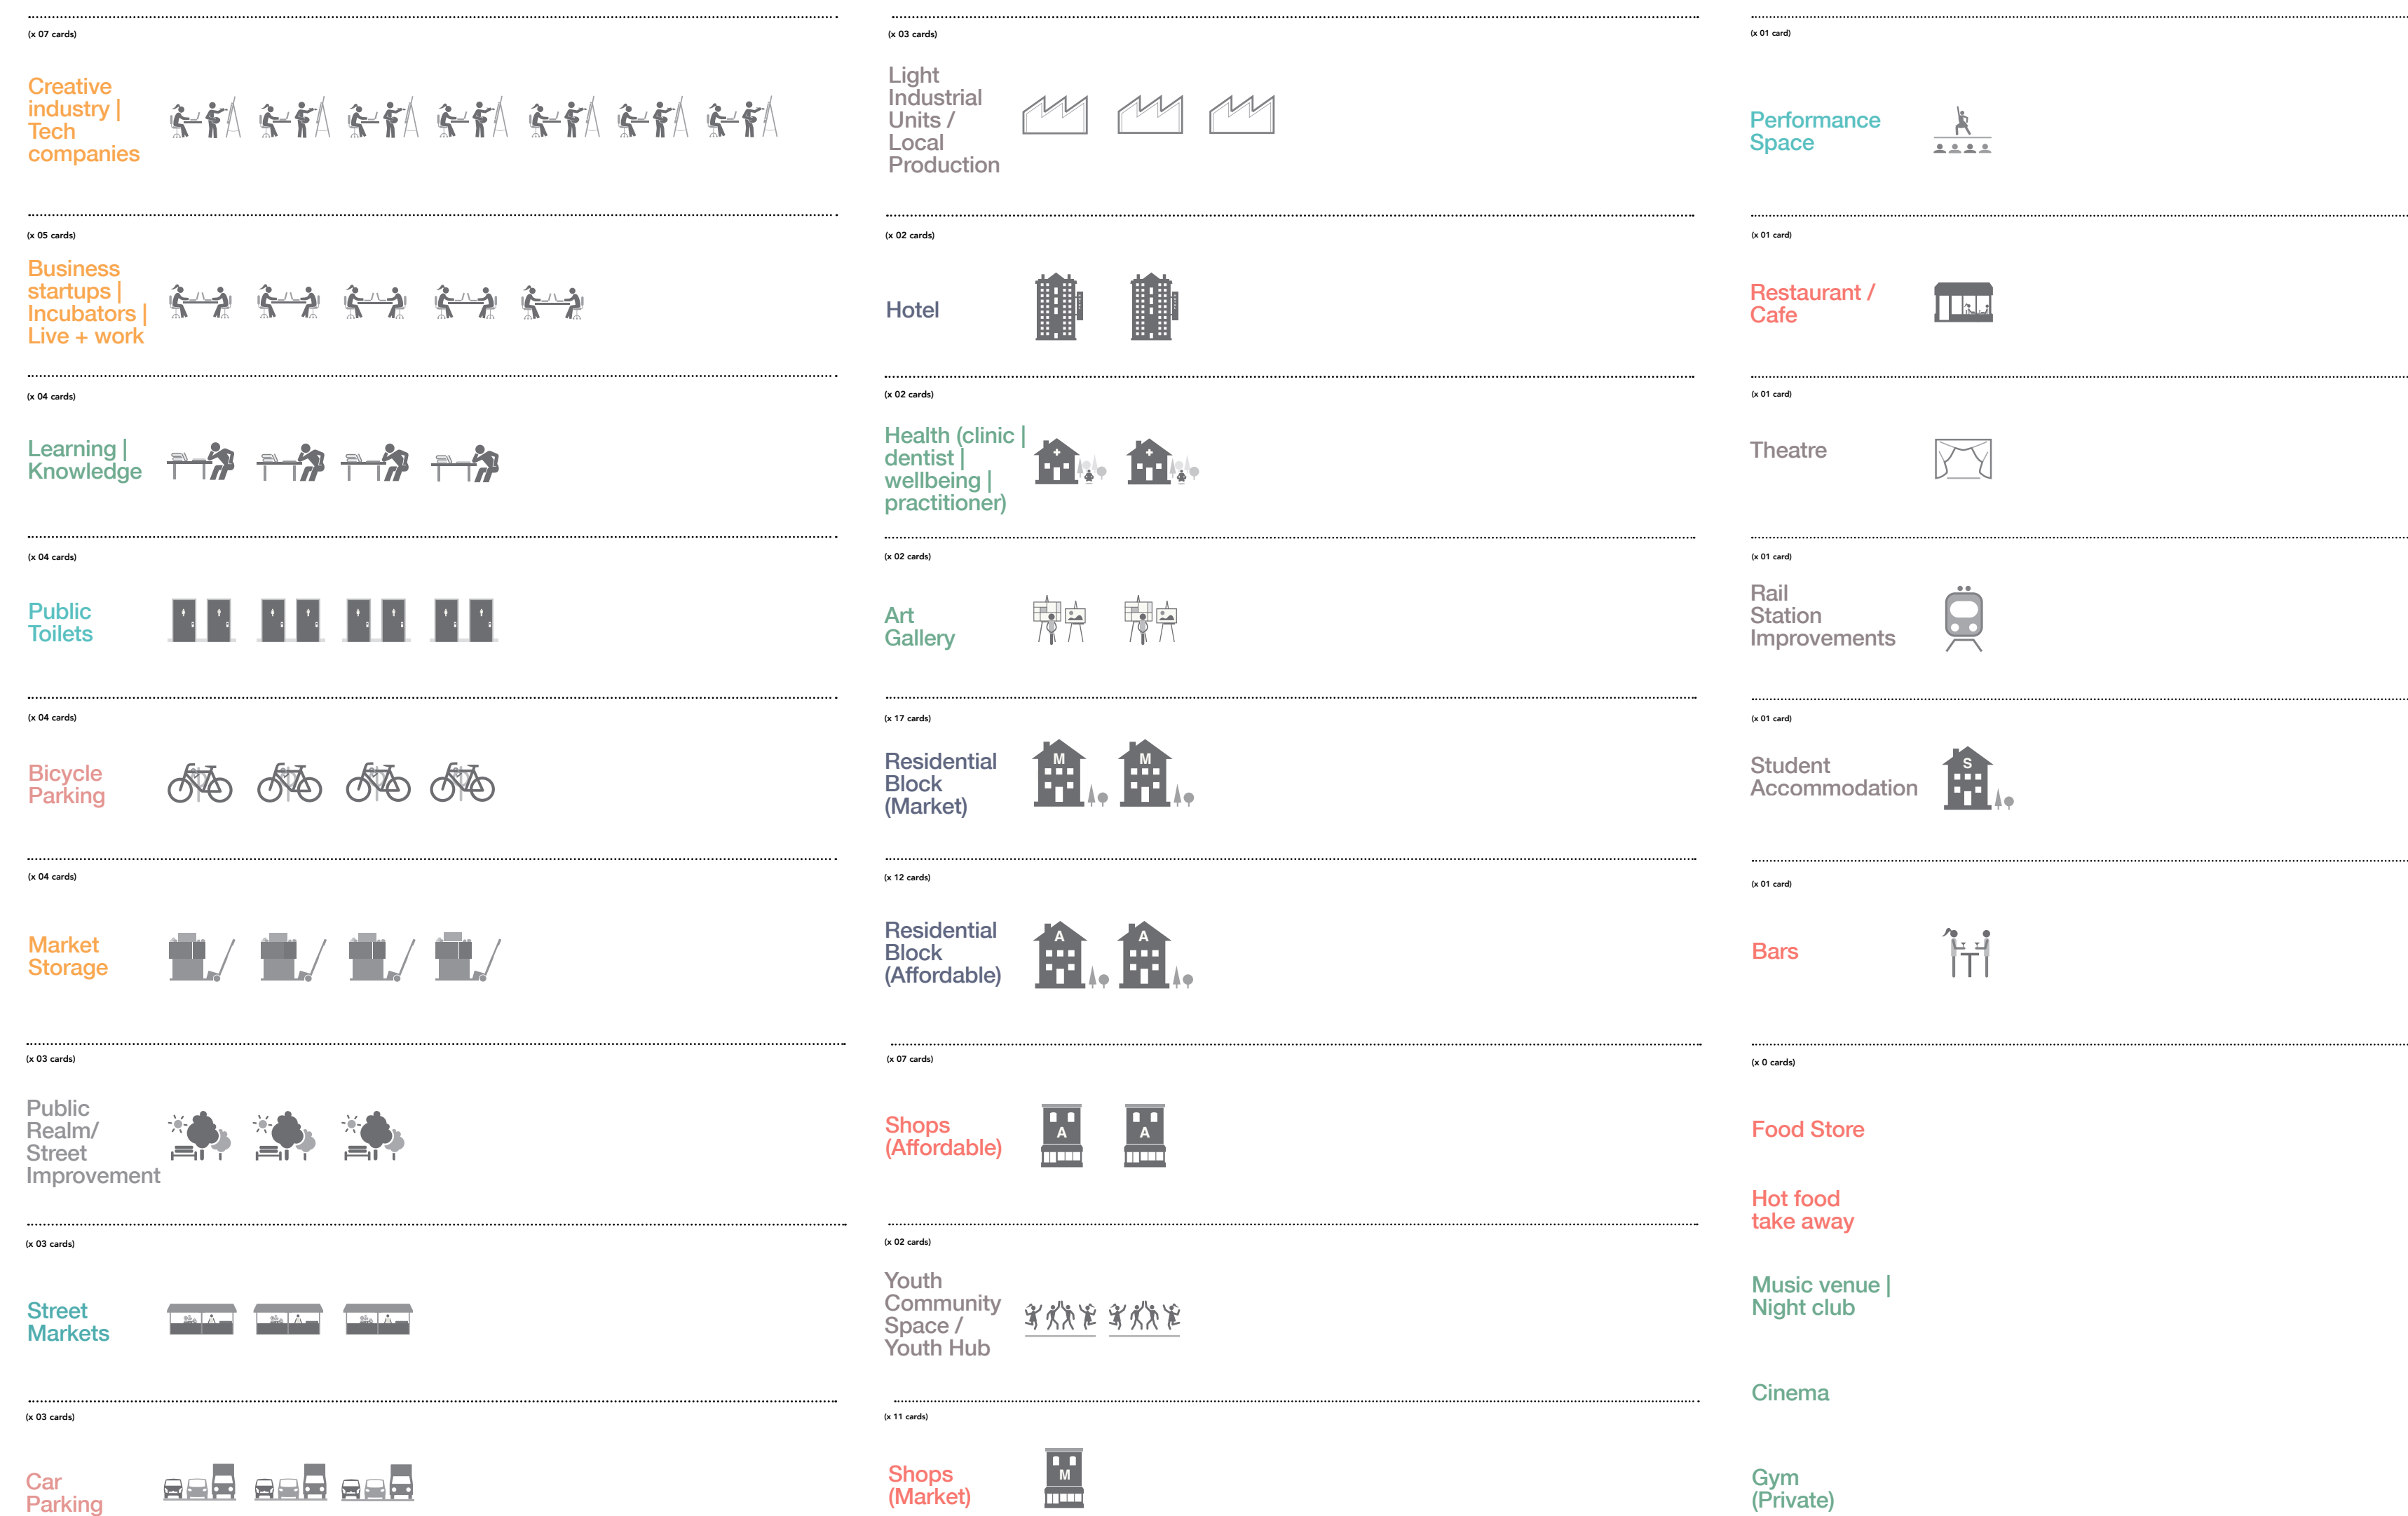 (x 07 cards)
Creative
industry |
Tech
companies
(x 05 cards)
Business
startups |
Incubators |
Live + work
(x 04 cards)
Learning |
Knowledge
(x 04 cards)
Public
Toilets
(x 04 cards)
Bicycle
Parking
(x 04 cards)
Market
Storage
(x 03 cards)
Public
Realm/
Street
Improvement
(x 03 cards)
Street
Markets
(x 03 cards)
Car
Parking
(x 03 cards)
Light
Industrial
Units /
Local
Production
(x 02 cards)
Hotel
(x 02 cards)
Health (clinic |
dentist |
wellbeing |
practitioner)
(x 02 cards)
Art
Gallery
(x 17 cards)
Residential
Block
(Market)
M
M
(x 12 cards)
Residential
Block
(Affordable)
A
A
(x 07 cards)
Shops
(Affordable)
A
A
(x 02 cards)
Youth
Community
Space /
Youth Hub
(x 11 cards)
Shops
(Market)
M
(x 01 card)
Performance
Space
(x 01 card)
Restaurant /
Cafe
(x 01 card)
Theatre
(x 01 card)
Rail
Station
Improvements
(x 01 card)
Student
Accommodation
S
(x 01 card)
Bars
(x 0 cards)
Food Store
Hot food
take away
Music venue |
Night club
Cinema
Gym
(Private)